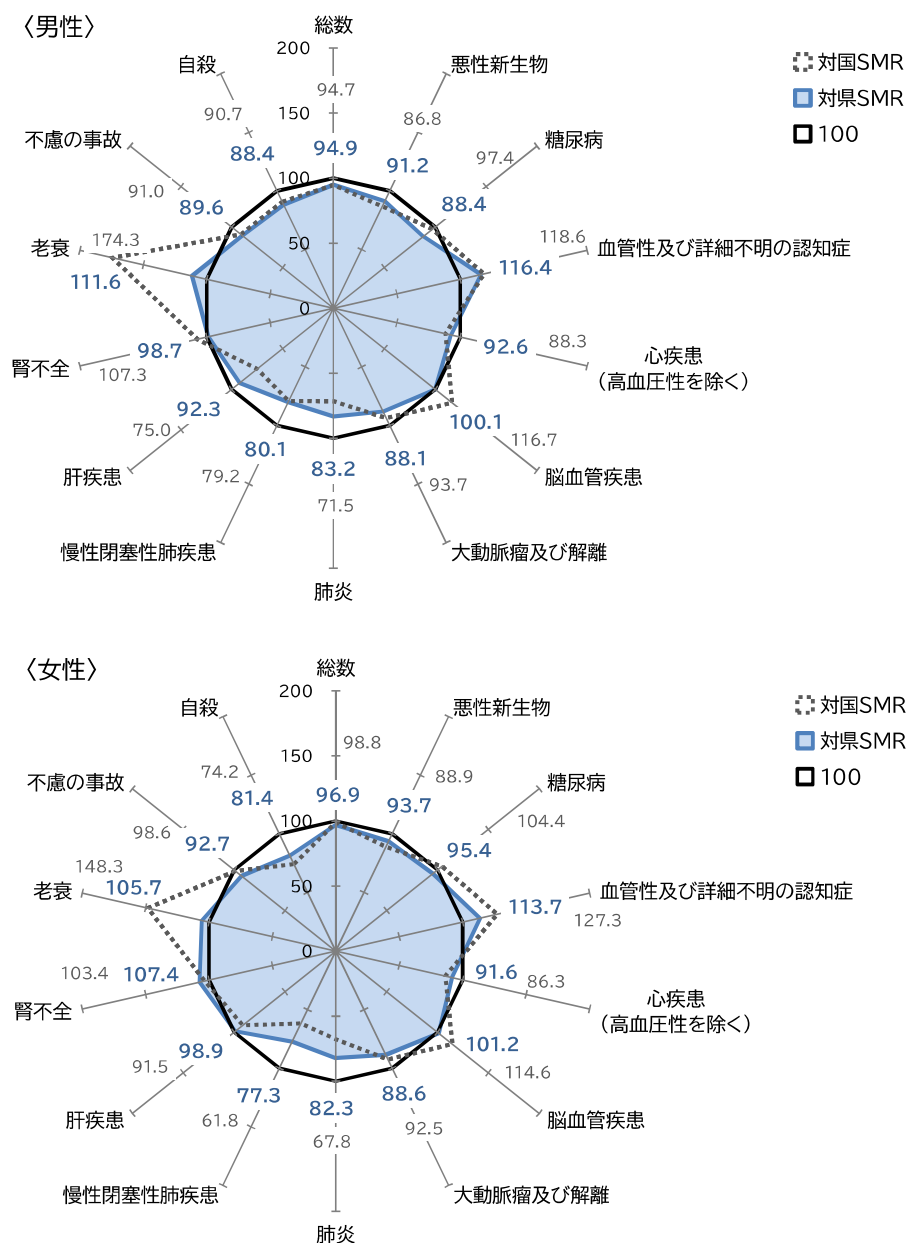 〈男性〉
総数
200
自殺
悪性新生物
対国SMR
94.7
対県SMR
90.7
150
86.8
100
不慮の事故
88.4
94.9
91.2
97.4
糖尿病
91.0
89.6
100
88.4
老衰
174.3
50
118.6
血管性及び詳細不明の認知症
111.6
116.4
0
腎不全
98.7
92.6
88.3
心疾患
（高血圧性を除く）
107.3
92.3
100.1
75.0
80.1
83.2
88.1
116.7
肝疾患
79.2
71.5
93.7
脳血管疾患
慢性閉塞性肺疾患
大動脈瘤及び解離
肺炎
〈女性〉
総数
200
自殺
悪性新生物
対国SMR
98.8
対県SMR
74.2
150
88.9
100
不慮の事故
81.4
96.9
93.7
糖尿病
98.6
92.7
100
95.4
104.4
148.3
老衰
105.7
50
113.7
血管性及び詳細不明の認知症
127.3
0
103.4
107.4
91.6
86.3
腎不全
心疾患
（高血圧性を除く）
98.9
101.2
91.5
77.3
82.3
88.6
114.6
肝疾患
61.8
67.8
92.5
脳血管疾患
慢性閉塞性肺疾患
大動脈瘤及び解離
肺炎